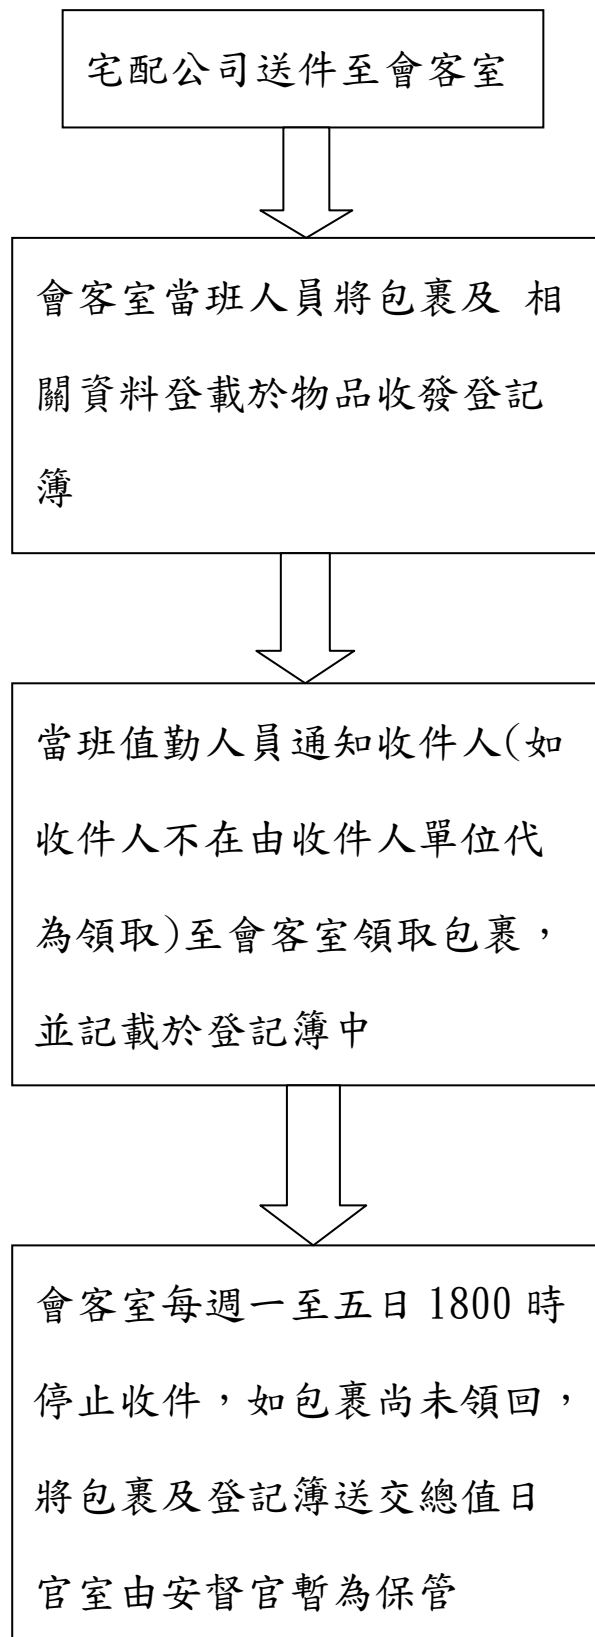 宅配公司送件至會客室
會客室當班人員將包裹及 相
關資料登載於物品收發登記
簿
當班值勤人員通知收件人(如
收件人不在由收件人單位代
為領取)至會客室領取包裹，
並記載於登記簿中
會客室每週一至五日 1800 時
停止收件，如包裹尚未領回，
將包裹及登記簿送交總值日
官室由安督官暫為保管